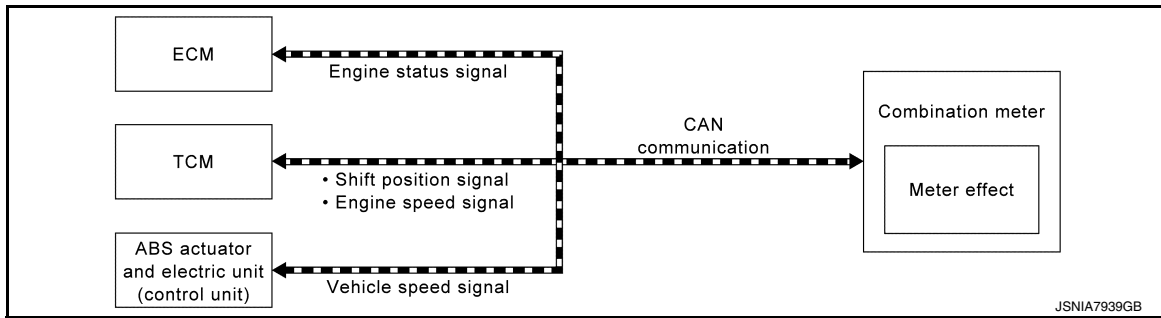 ECM
Engine status signal
TCM
• Shift position signal
• Engine speed signal
ABS actuator
and electric unit
(control unit)
Vehicle speed signal
CAN
communication
Combination meter
Meter effect
JSNIA7939GB